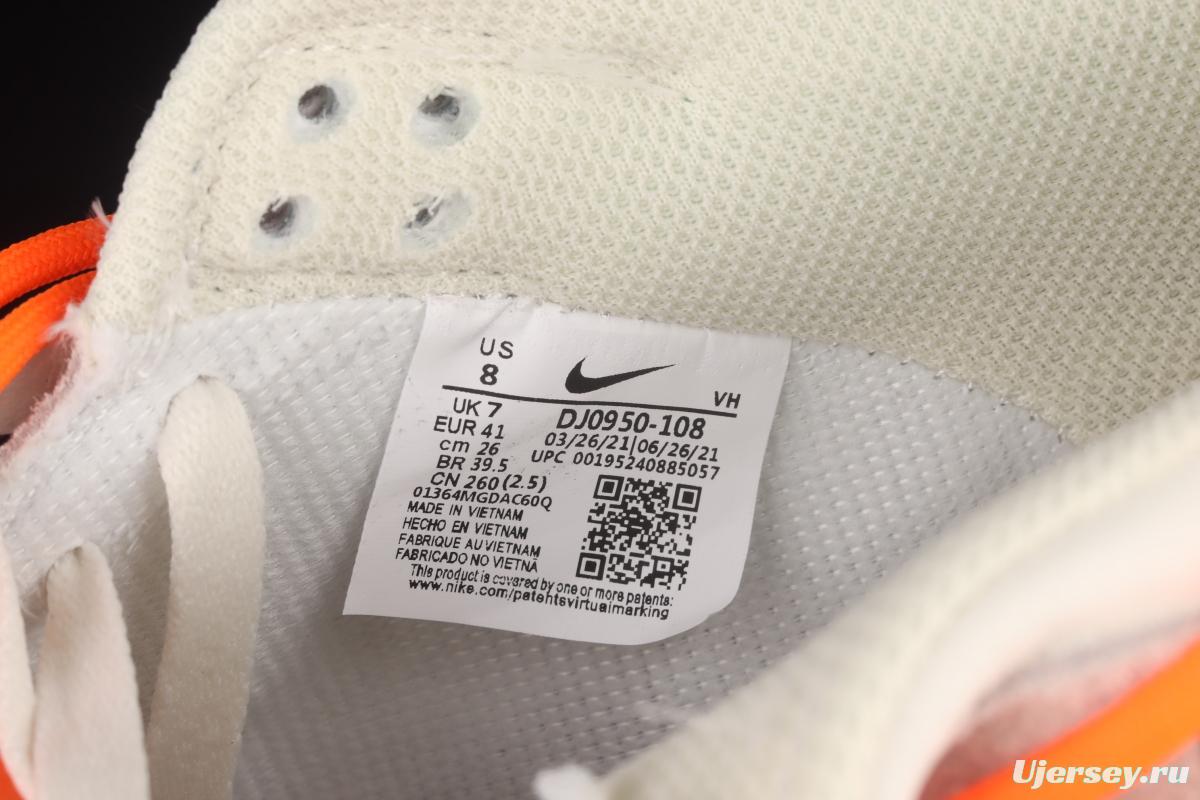 US
8
VH
UK 7
EUR 41
cm 26
BR 39.5
CN 260 (2.5)
DJ0950-108
03/26/21|06/26/21
UPC 00195240885057
01364MGDAC60Q
MADE IN VIETNAM
HECHO EN VIETNAM
FABRIQUE AU VIETNAM
FABRICADO NO VIETNÃ
This product is covered by one or more patents:
www.nike.com/patentsvirtualmarking
Ujersey.ru